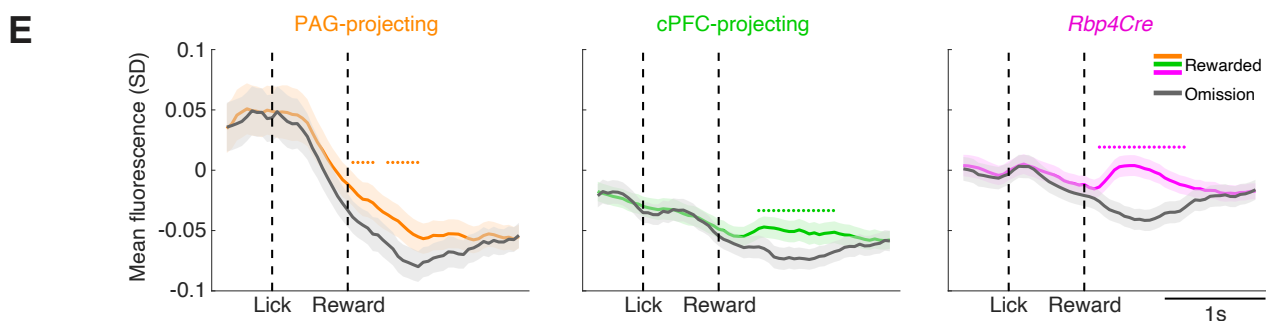 E
PAG-projecting
cPFC-projecting
Rbp4Cre
Mean fluorescence (SD)
0.1
0.05
0
-0.05
-0.1
Rewarded
Omission
Lick Reward
Lick Reward
Lick Reward
1s